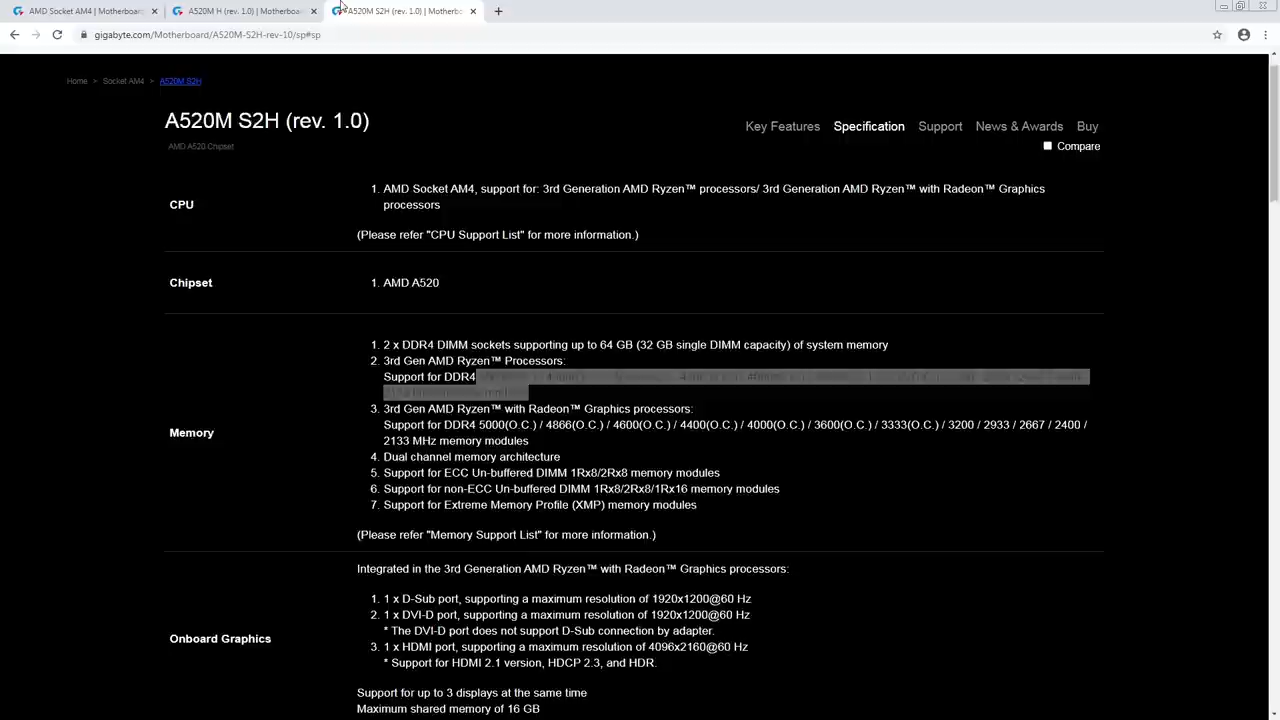 AMD Socket AM4 | Motherboar
A520M H (rev. 1.0) | Motherboar
A520M S2H (rev. 1.0) | Motherbo
gigabyte.com/Motherboard/A520M-S2H-rev-10/sp#sp
Home > Socket AM4 > A520M S2H
A520M S2H (rev. 1.0)
AMD A520 Chipset
Key Features Specification Support News & Awards Buy
Compare
CPU
1. AMD Socket AM4, support for: 3rd Generation AMD Ryzen™ processors/ 3rd Generation AMD Ryzen™ with Radeon™ Graphics
processors
(Please refer "CPU Support List" for more information.)
Chipset
1. AMD A520
Memory
1. 2 x DDR4 DIMM sockets supporting up to 64 GB (32 GB single DIMM capacity) of system memory
2. 3rd Gen AMD Ryzen™ Processors:
Support for DDR4
3. 3rd Gen AMD Ryzen™ with Radeon™ Graphics processors:
Support for DDR4 5000(O.C.) / 4866(O.C.) / 4600(O.C.) / 4400(O.C.) / 4000(O.C.) / 3600(O.C.) / 3333(O.C.) / 3200 / 2933 / 2667 / 2400 /
2133 MHz memory modules
4. Dual channel memory architecture
5. Support for ECC Un-buffered DIMM 1Rx8/2Rx8 memory modules
6. Support for non-ECC Un-buffered DIMM 1Rx8/2Rx8/1Rx16 memory modules
7. Support for Extreme Memory Profile (XMP) memory modules
(Please refer "Memory Support List" for more information.)
Onboard Graphics
Integrated in the 3rd Generation AMD Ryzen™ with Radeon™ Graphics processors:
1. 1 x D-Sub port, supporting a maximum resolution of 1920x1200@60 Hz
2. 1 x DVI-D port, supporting a maximum resolution of 1920x1200@60 Hz
* The DVI-D port does not support D-Sub connection by adapter.
3. 1 x HDMI port, supporting a maximum resolution of 4096x2160@60 Hz
* Support for HDMI 2.1 version, HDCP 2.3, and HDR.
Support for up to 3 displays at the same time
Maximum shared memory of 16 GB